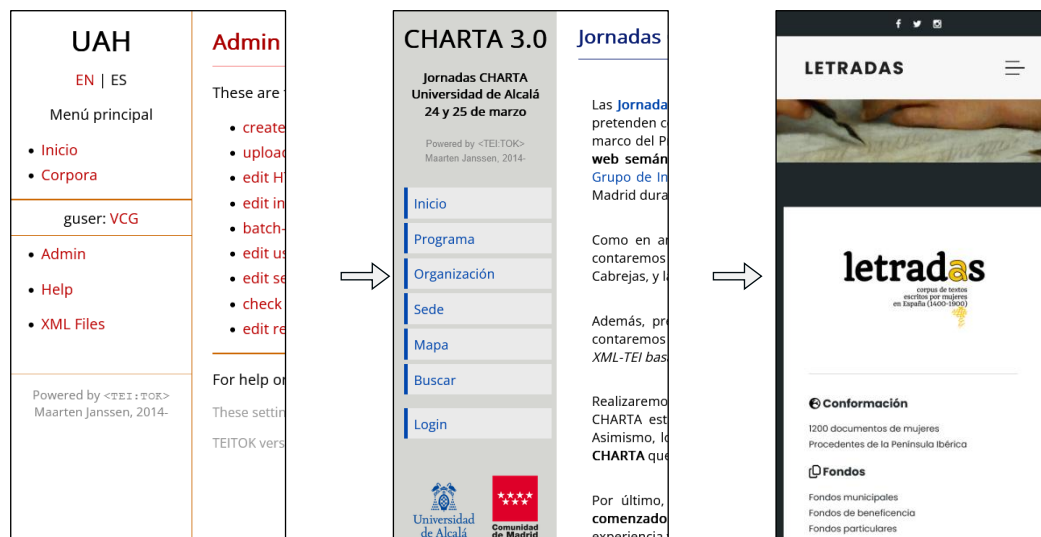 UAH
EN | ES
Menú principal
Inicio
Corpora
guser: VCG
Admin
Help
XML Files
Powered by <TEI:TOK>
Maarten Janssen, 2014-
Admin
These are
create
upload
edit
edit in
batch-
edit us
edit se
check
edit re
For help or
These settin
TEITOK vers
CHARTA 3.0
Jornadas CHARTA
Universidad de Alcalá
24 y 25 de marzo
Powered by <TEI:TOK>
Maarten Janssen, 2014-
Inicio
Programa
Organización
Sede
Mapa
Buscar
Login
Universidad
de Alcalá
Comunidad
de Madrid
Jornadas
Las Jornada
pretenden
marco del
web semán
Grupo de In
Madrid dura
Como en
contaremos
Cabrejas, y
Además, pro
contaremos
XML-TEI bas
Realizaremo
CHARTA est
Asimismo, lo
CHARTA que
Por último,
comenzado
experiencia
LETRADAS
letradas
corpus de textos
escritos por mujeres
en España (1400-1900)
Conformación
1200 documentos de mujeres
Procedentes de la Península Ibérica
Fondos
Fondos municipales
Fondos de beneficencia
Fondos particulares